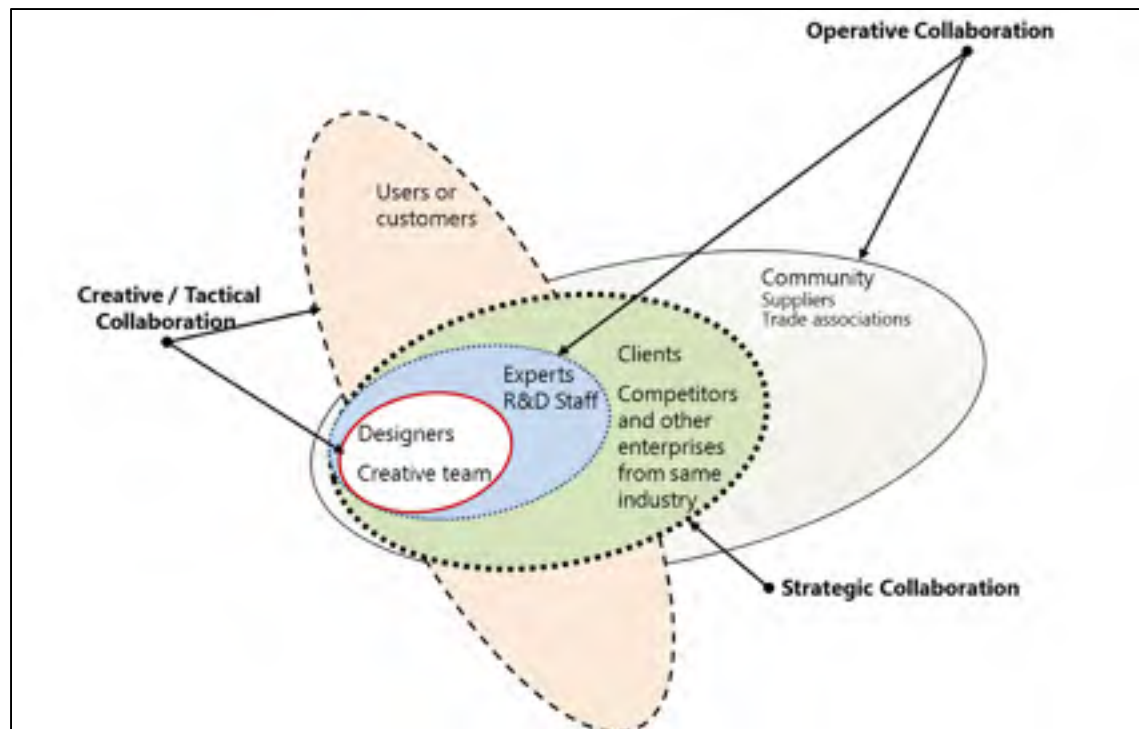 Operative Collaboration
Users or
customers
Community
Suppliers
Trade associations
Creative / Tactical
Collaboration
Clients
Experts
R&D Staff
Competitors
and other
enterprises
from same
industry
Designers
Creative team
Strategic Collaboration